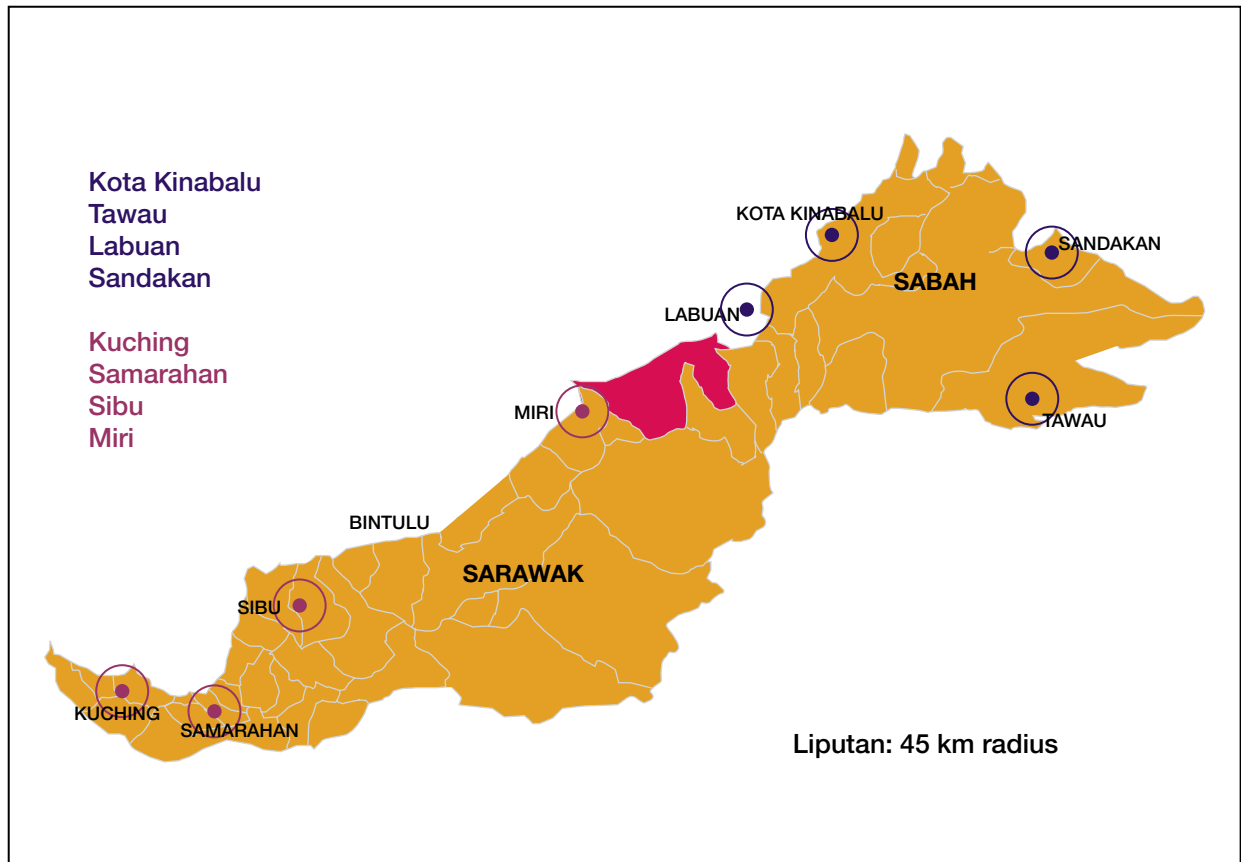 Kota Kinabalu
Tawau
Labuan
Sandakan
Kuching
Samarahan
Sibu
Miri
KOTA KINABALU
SANDAKAN
SABAH
LABUAN
MIRI
TAWAU
BINTULU
SARAWAK
SIBU
KUCHING
SAMARAHAN
Liputan: 45 km radius